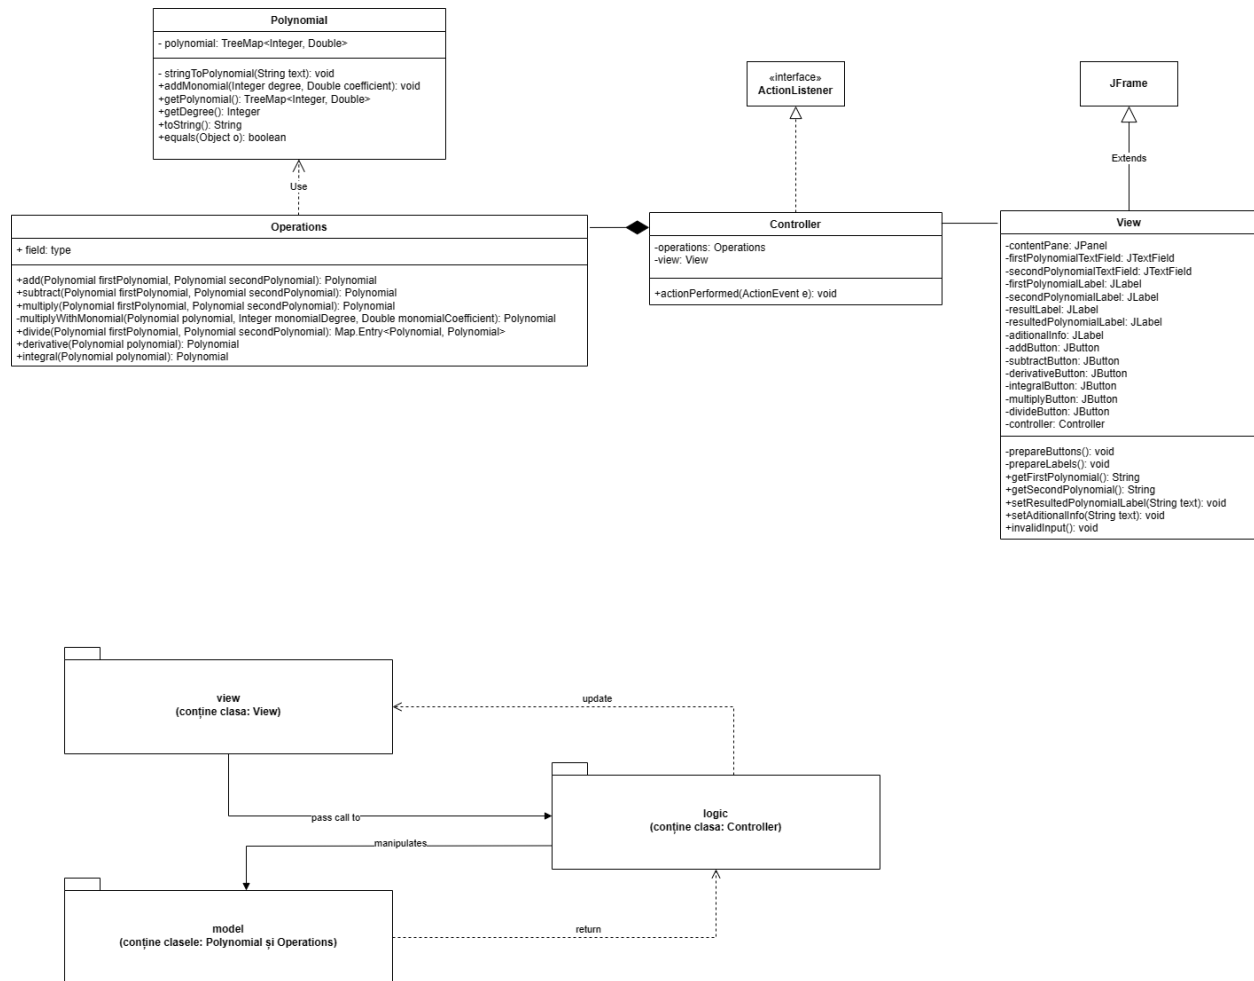 Polynomial
- polynomial: TreeMap<Integer, Double>
- stringToPolynomial(String text): void
+addMonomial(Integer degree, Double coefficient): void
+getPolynomial(): TreeMap<Integer, Double>
+getDegree(): Integer
+toString(): String
+equals(Object o): boolean
Use
Operations
+ field: type
+add(Polynomial firstPolynomial, Polynomial secondPolynomial): Polynomial
+subtract(Polynomial firstPolynomial, Polynomial secondPolynomial): Polynomial
+multiply(Polynomial firstPolynomial, Polynomial secondPolynomial): Polynomial
-multiplyWithMonomial(Polynomial polynomial, Integer monomialDegree, Double monomialCoefficient): Polynomial
+divide(Polynomial firstPolynomial, Polynomial secondPolynomial): Map.Entry<Polynomial, Polynomial>
+derivative(Polynomial polynomial): Polynomial
+integral(Polynomial polynomial): Polynomial
«interface»
ActionListener
Controller
-operations: Operations
-view: View
+actionPerformed(ActionEvent e): void
JFrame
Extends
View
-contentPane: JPanel
-firstPolynomialTextField: JTextField
-secondPolynomialTextField: JTextField
-firstPolynomialLabel: JLabel
-secondPolynomialLabel: JLabel
-resultLabel: JLabel
-resultedPolynomialLabel: JLabel
-aditionalInfo: JLabel
-addButton: JButton
-subtractButton: JButton
-derivativeButton: JButton
-integralButton: JButton
-multiplyButton: JButton
-divideButton: JButton
-controller: Controller
-prepareButtons(): void
-prepareLabels(): void
+getFirstPolynomial(): String
+getSecondPolynomial(): String
+setResultedPolynomialLabel(String text): void
+setAditionalInfo(String text): void
+invalidInput(): void
view
(conține clasa: View)
update
pass call to
logic
(conține clasa: Controller)
manipulates
model
(conține clasele: Polynomial și Operations)
return